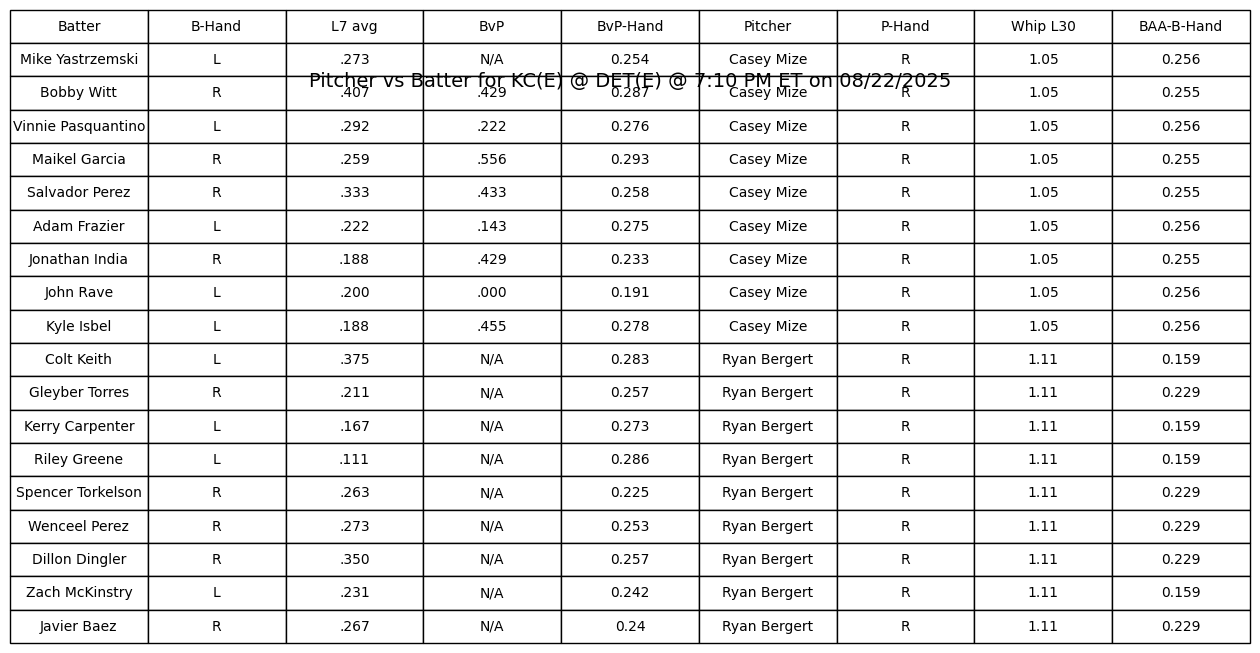 Batter B-Hand L7 avg BvP BvP-Hand Pitcher P-Hand Whip L30 BAA-B-Hand
Mike Yastrzemski L .273 N/A 0.254 Casey Mize R 1.05 0.256
Pitcher vs Batter for KC(E) @ DET(E) @ 7:10 PM ET on 08/22/2025
Bobby Witt R .407 .429 0.287 Casey Mize R 1.05 0.255
Vinnie Pasquantino L .292 .222 0.276 Casey Mize R 1.05 0.256
Maikel Garcia R .259 .556 0.293 Casey Mize R 1.05 0.255
Salvador Perez R .333 .433 0.258 Casey Mize R 1.05 0.255
Adam Frazier L .222 .143 0.275 Casey Mize R 1.05 0.256
Jonathan India R .188 .429 0.233 Casey Mize R 1.05 0.255
John Rave L .200 .000 0.191 Casey Mize R 1.05 0.256
Kyle Isbel L .188 .455 0.278 Casey Mize R 1.05 0.256
Colt Keith L .375 N/A 0.283 Ryan Bergert R 1.11 0.159
Gleyber Torres R .211 N/A 0.257 Ryan Bergert R 1.11 0.229
Kerry Carpenter L .167 N/A 0.273 Ryan Bergert R 1.11 0.159
Riley Greene L .111 N/A 0.286 Ryan Bergert R 1.11 0.159
Spencer Torkelson R .263 N/A 0.225 Ryan Bergert R 1.11 0.229
Wenceel Perez R .273 N/A 0.253 Ryan Bergert R 1.11 0.229
Dillon Dingler R .350 N/A 0.257 Ryan Bergert R 1.11 0.229
Zach McKinstry L .231 N/A 0.242 Ryan Bergert R 1.11 0.159
Javier Baez R .267 N/A 0.24 Ryan Bergert R 1.11 0.229